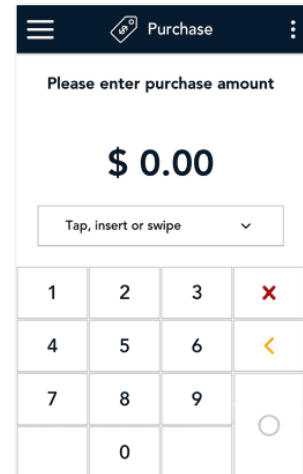 Purchase
Please enter purchase amount
$ 0.00
Tap, insert or swipe
1 2 3
4 5 6
7 8 9
0